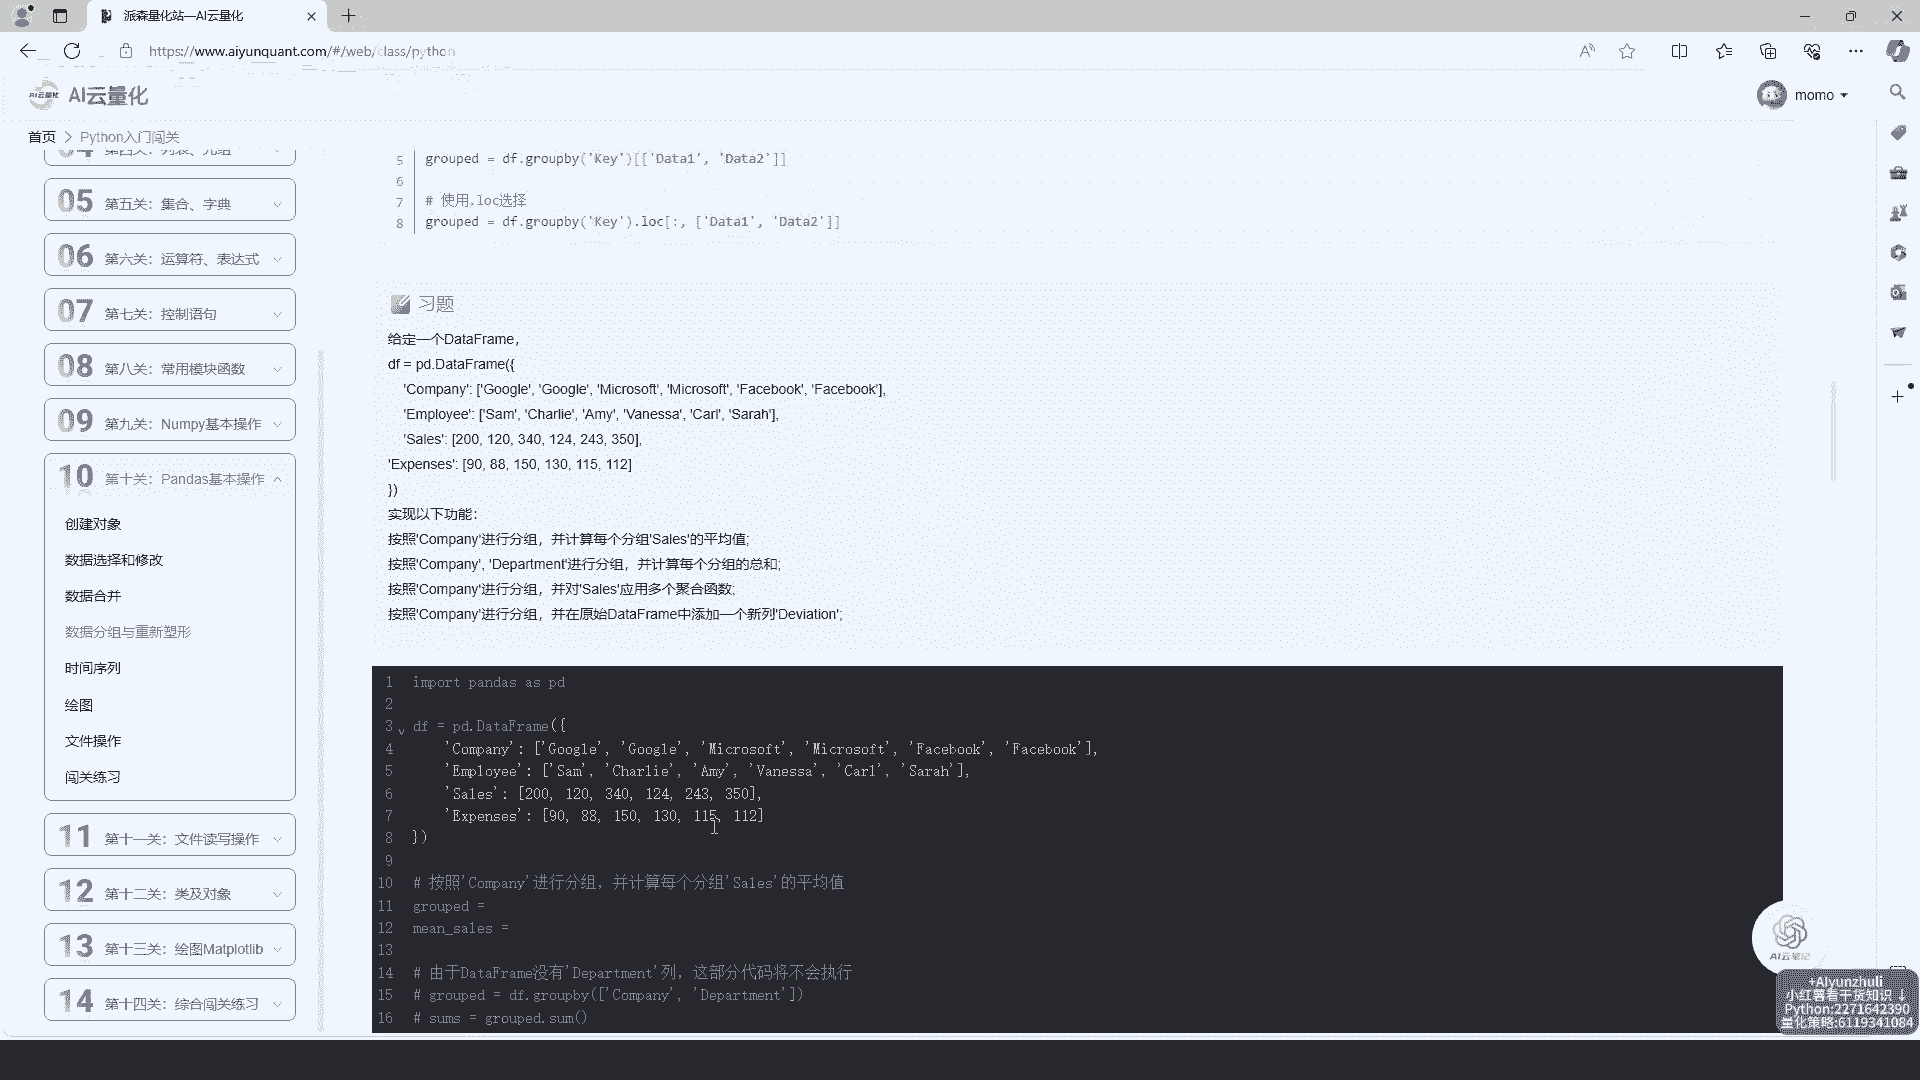 派森量化站—AI云量化
https://www.aiyunquant.com/#/web/class/python
AI云量化
momo
首页 > Python入门闯关
05 第五关：集合、字典
06 第六关：运算符、表达式
07 第七关：控制语句
08 第八关：常用模块函数
09 第九关：Numpy基本操作
10 第十关：Pandas基本操作
创建对象
数据选择和修改
数据合并
数据分组与重新塑形
时间序列
绘图
文件操作
闯关练习
11 第十一关：文件读写操作
12 第十二关：类及对象
13 第十三关：绘图Matplotlib
14 第十四关：综合闯关练习
5 grouped = df.groupby('Key')[['Data1', 'Data2']]
6
7 # 使用.loc选择
8 grouped = df.groupby('Key').loc[:, ['Data1', 'Data2']]
习题
给定一个DataFrame，
df = pd.DataFrame({
'Company': ['Google', 'Google', 'Microsoft', 'Microsoft', 'Facebook', 'Facebook'],
'Employee': ['Sam', 'Charlie', 'Amy', 'Vanessa', 'Carl', 'Sarah'],
'Sales': [200, 120, 340, 124, 243, 350],
'Expenses': [90, 88, 150, 130, 115, 112]
})
实现以下功能：
按照'Company'进行分组，并计算每个分组'Sales'的平均值;
按照'Company', 'Department'进行分组，并计算每个分组的总和;
按照'Company'进行分组，并对'Sales'应用多个聚合函数;
按照'Company'进行分组，并在原始DataFrame中添加一个新列'Deviation';
1 import pandas as pd
2
3 df = pd.DataFrame({
4 'Company': ['Google', 'Google', 'Microsoft', 'Microsoft', 'Facebook', 'Facebook'],
5 'Employee': ['Sam', 'Charlie', 'Amy', 'Vanessa', 'Carl', 'Sarah'],
6 'Sales': [200, 120, 340, 124, 243, 350],
7 'Expenses': [90, 88, 150, 130, 115, 112]
8 })
9
10 # 按照'Company'进行分组，并计算每个分组'Sales'的平均值
11 grouped =
12 mean_sales =
13
14 # 由于DataFrame没有'Department'列，这部分代码将不会执行
15 # grouped = df.groupby(['Company', 'Department'])
16 # sums = grouped.sum()
AI云笔记
+AIyunzhuli
小红薯看干货知识↓
Python:2271642390
量化策略:6119341084